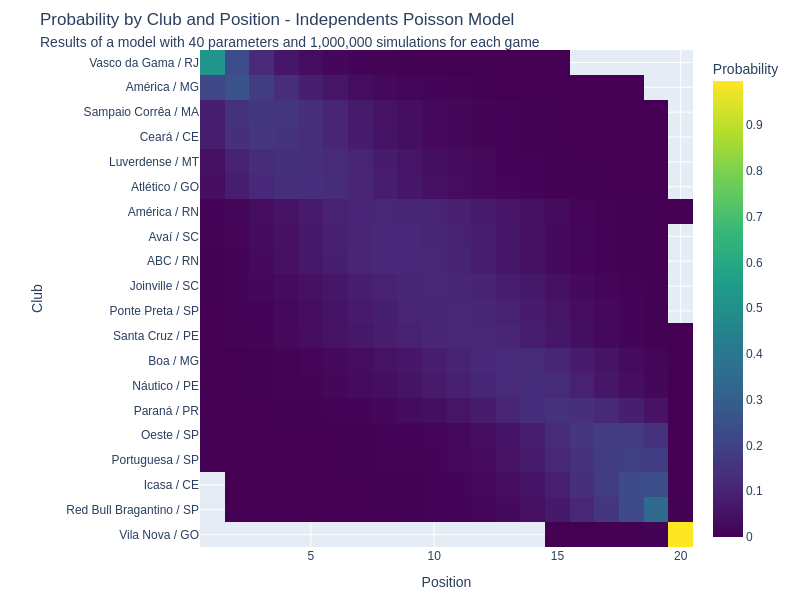 Probability by Club and Position - Independents Poisson Model
Results of a model with 40 parameters and 1,000,000 simulations for each game
Vasco da Gama / RJ
América / MG
Sampaio Corrêa / MA
Ceará / CE
Luverdense / MT
Atlético / GO
América / RN
Avaí / SC
ABC / RN
Joinville / SC
Ponte Preta / SP
Santa Cruz / PE
Boa / MG
Náutico / PE
Paraná / PR
Oeste / SP
Portuguesa / SP
Icasa / CE
Red Bull Bragantino / SP
Vila Nova / GO
Club
5 10 15 20
Position
Probability
0.9
0.8
0.7
0.6
0.5
0.4
0.3
0.2
0.1
0